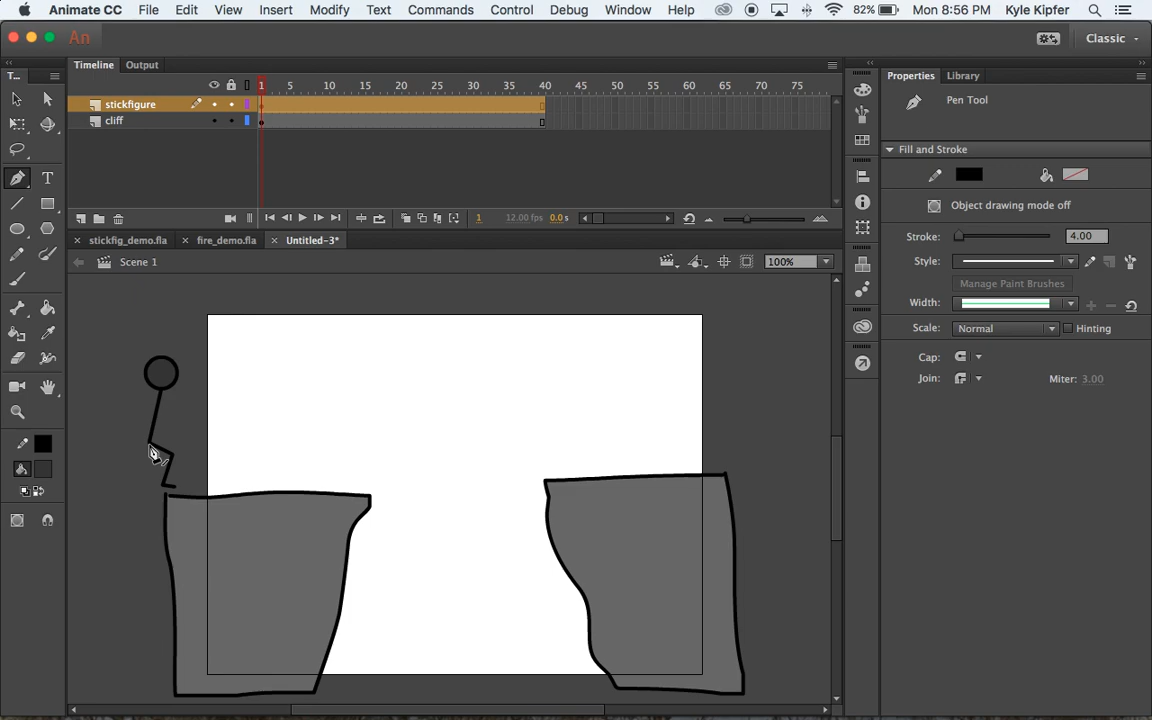 Animate CC File Edit View Insert Modify Text Commands Control Debug Window Help 82% Mon 8:56 PM Kyle Kipfer
An Classic
T... Timeline Output Properties Library
1 5 10 15 20 25 30 35 40 45 50 55 60 65 70 75
Pen Tool
stickfigure
cliff
Fill and Stroke
Object drawing mode off
1 12.00 fps 0.0 s
Stroke: 4.00
stickfig_demo.fla fire_demo.fla Untitled-3*
Scene 1 100%
Style:
Manage Paint Brushes
Width:
Scale: Normal Hinting
Cap:
Join: Miter: 3.00